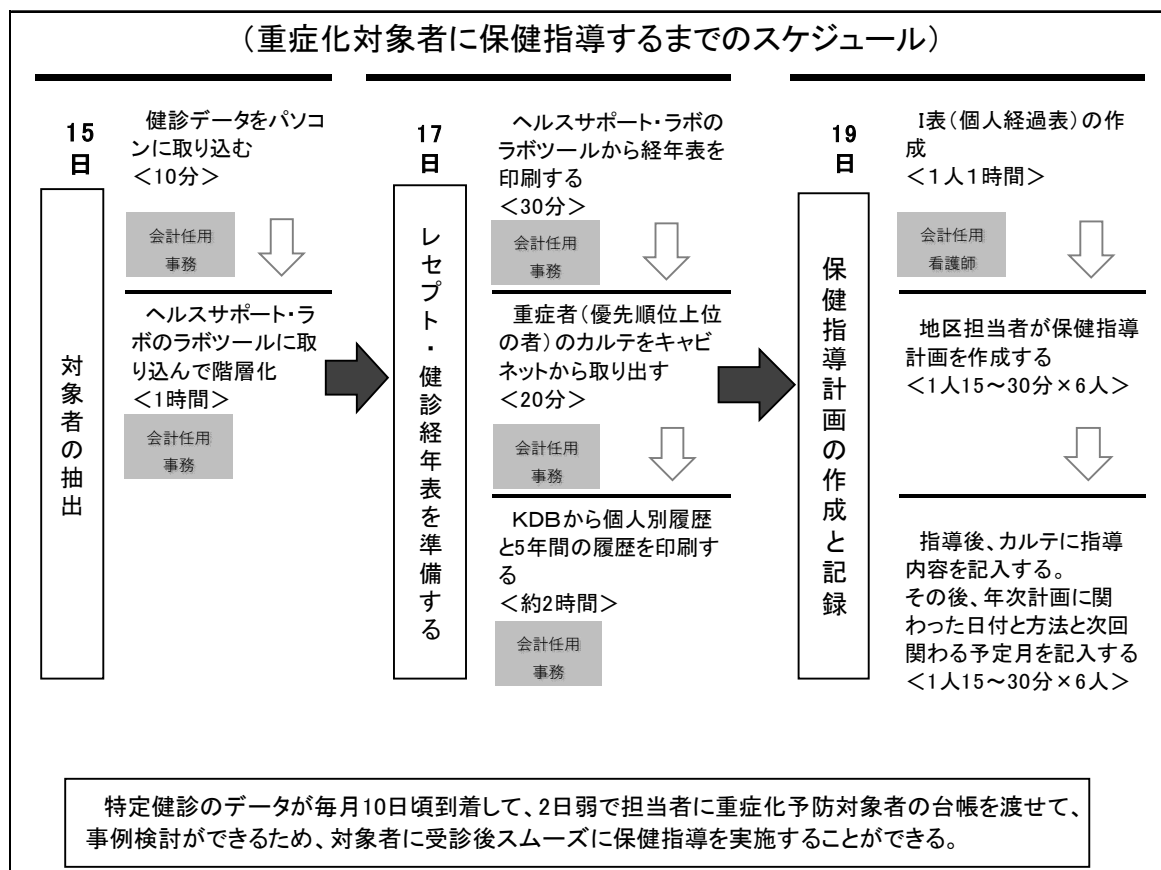 （重症化対象者に保健指導するまでのスケジュール）
15
日
対象者の抽出
健診データをパソコ
ンに取り込む
＜10分＞
会計任用
事務
ヘルスサポート・ラ
ボのラボツールに取
り込んで階層化
＜1時間＞
会計任用
事務
17
日
レセプト・健診経年表を準備する
ヘルスサポート・ラボの
ラボツールから経年表を
印刷する
＜30分＞
会計任用
事務
重症者（優先順位上位
の者）のカルテをキャビ
ネットから取り出す
＜20分＞
会計任用
事務
ＫＤＢから個人別履歴
と5年間の履歴を印刷す
る
＜約2時間＞
会計任用
事務
19
日
保健指導計画の作成と記録
I表（個人経過表）の作
成
＜１人１時間＞
会計任用
看護師
地区担当者が保健指導
計画を作成する
＜1人15～30分×6人＞
指導後、カルテに指導
内容を記入する。
その後、年次計画に関
わった日付と方法と次回
関わる予定月を記入する
＜1人15～30分×6人＞
特定健診のデータが毎月10日頃到着して、2日弱で担当者に重症化予防対象者の台帳を渡せて、
事例検討ができるため、対象者に受診後スムーズに保健指導を実施することができる。